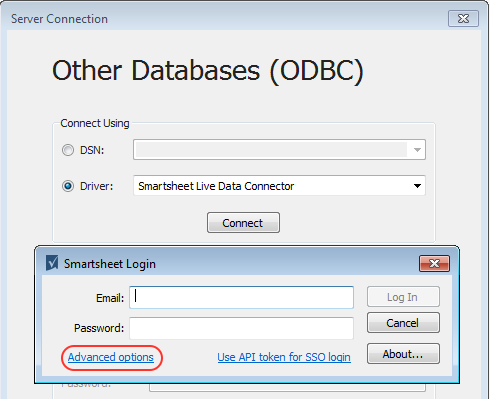 Server Connection
Other Databases (ODBC)
Connect Using
DSN:
Driver: Smartsheet Live Data Connector
Connect
Smartsheet Login
Email: Log In
Password: Cancel
Advanced options Use API token for SSO login About...
Password: